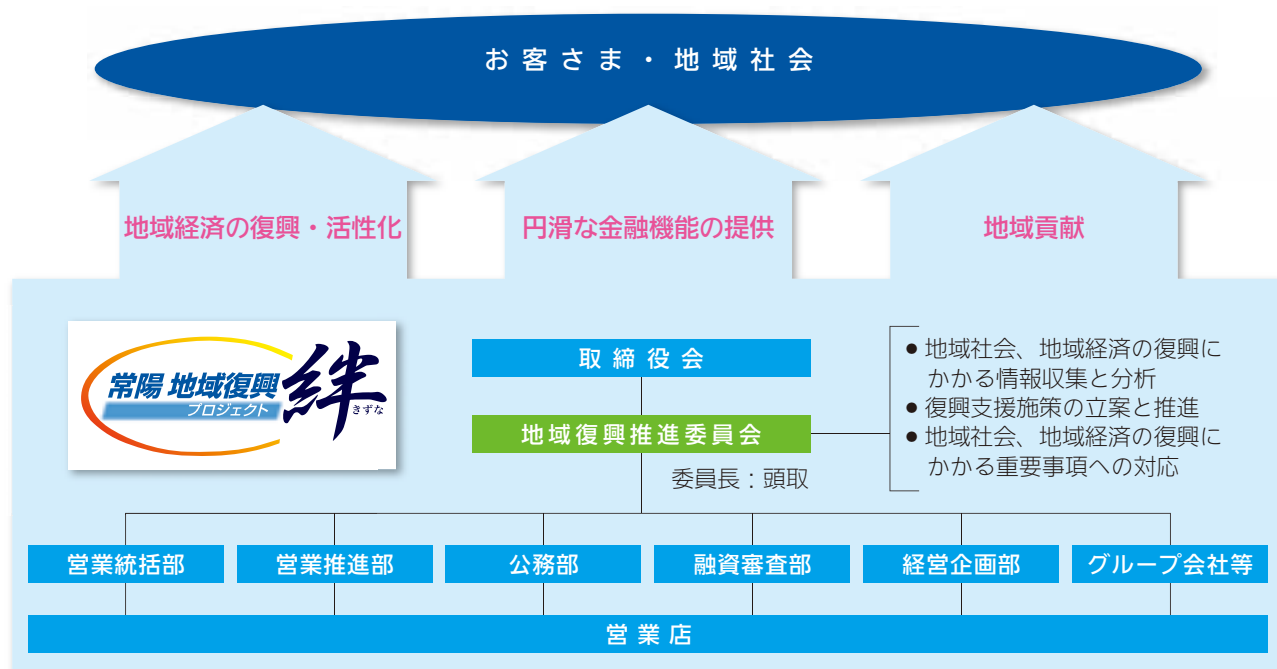 お客さま・地域社会
地域経済の復興・活性化
円滑な金融機能の提供
地域貢献
常陽 地域復興
プロジェクト
絆
きずな
取締役会
地域復興推進委員会
委員長:頭取
● 地域社会、地域経済の復興に
かかる情報収集と分析
● 復興支援施策の立案と推進
● 地域社会、地域経済の復興に
かかる重要事項への対応
営業統括部
営業推進部
公務部
融資審査部
経営企画部
グループ会社等
営業店